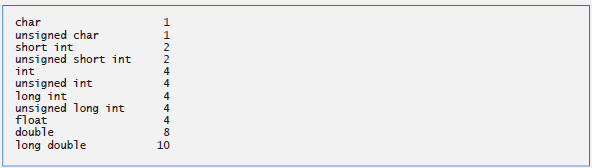 char 1
unsigned char 1
short int 2
unsigned short int 2
int 4
unsigned int 4
long int 4
unsigned long int 4
float 4
double 8
long double 10